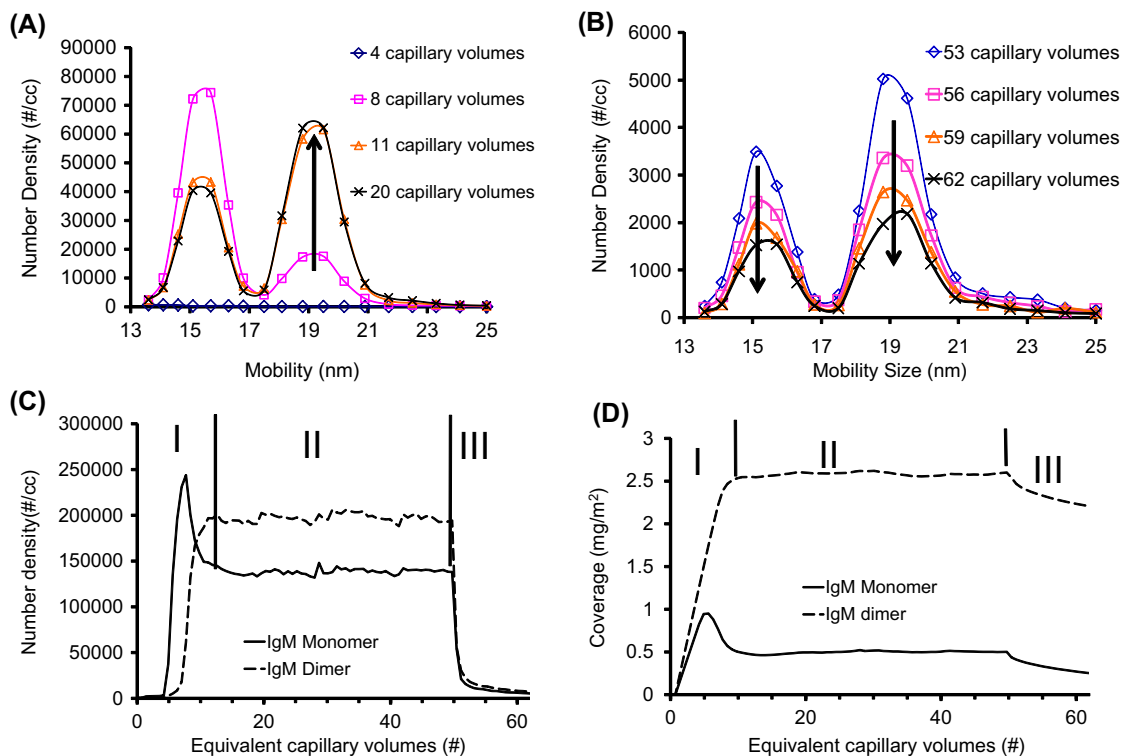 (A)
90000
80000
70000
60000
50000
40000
30000
20000
10000
0
Number Density (#/cc)
13 15 17 19 21 23 25
Mobility (nm)
4 capillary volumes
8 capillary volumes
11 capillary volumes
20 capillary volumes
(B)
6000
5000
4000
3000
2000
1000
0
Number Density (#/cc)
13 15 17 19 21 23 25
Mobility Size (nm)
53 capillary volumes
56 capillary volumes
59 capillary volumes
62 capillary volumes
(C)
300000
250000
200000
150000
100000
50000
0
Number density(#/cc)
I II III
IgM Monomer
IgM Dimer
0 20 40 60
Equivalent capillary volumes (#)
(D)
3
2.5
2
1.5
1
0.5
0
Coverage (mg/m²)
I II III
IgM Monomer
IgM dimer
0 10 20 30 40 50 60
Equivalent capillary volumes (#)